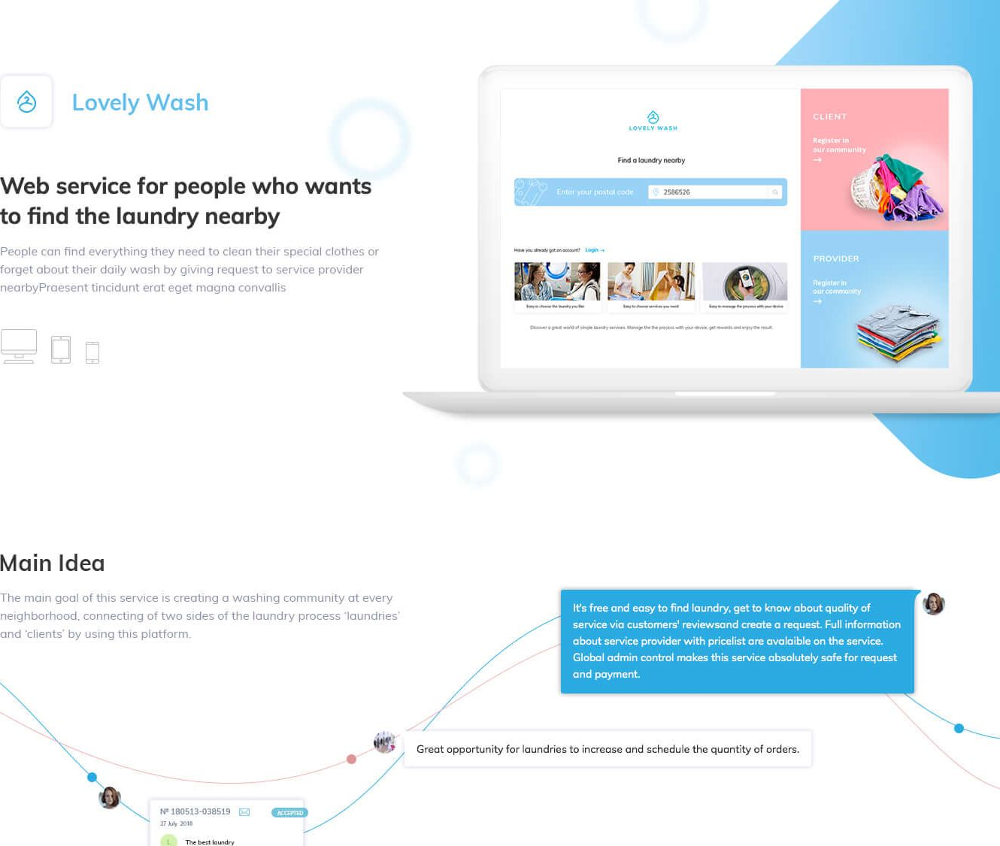 Lovely Wash
Web service for people who wants
to find the laundry nearby
People can find everything they need to clean their special clothes or
forget about their daily wash by giving request to service provider
nearbyPraesent tincidunt erat eget magna convallis
LOVELY WASH
Find a laundry nearby
Enter your postal code
2586526
Have you already got an account? Login →
Easy to choose the laundry you like
Easy to choose services you need
Easy to manage the process with your device
Discover a great world of simple laundry services. Manage the the process with your device, get rewards and enjoy the result.
CLIENT
Register in
our community
→
PROVIDER
Register in
our community
→
Main Idea
The main goal of this service is creating a washing community at every
neighborhood, connecting of two sides of the laundry process ‘laundries’
and ‘clients’ by using this platform.
It's free and easy to find laundry, get to know about quality of
service via customers' reviewsand create a request. Full information
about service provider with pricelist are avalaible on the service.
Global admin control makes this service absolutely safe for request
and payment.
Great opportunity for laundries to increase and schedule the quantity of orders.
№ 180513-038519
ACCEPTED
27 July 2018
L
The best laundry